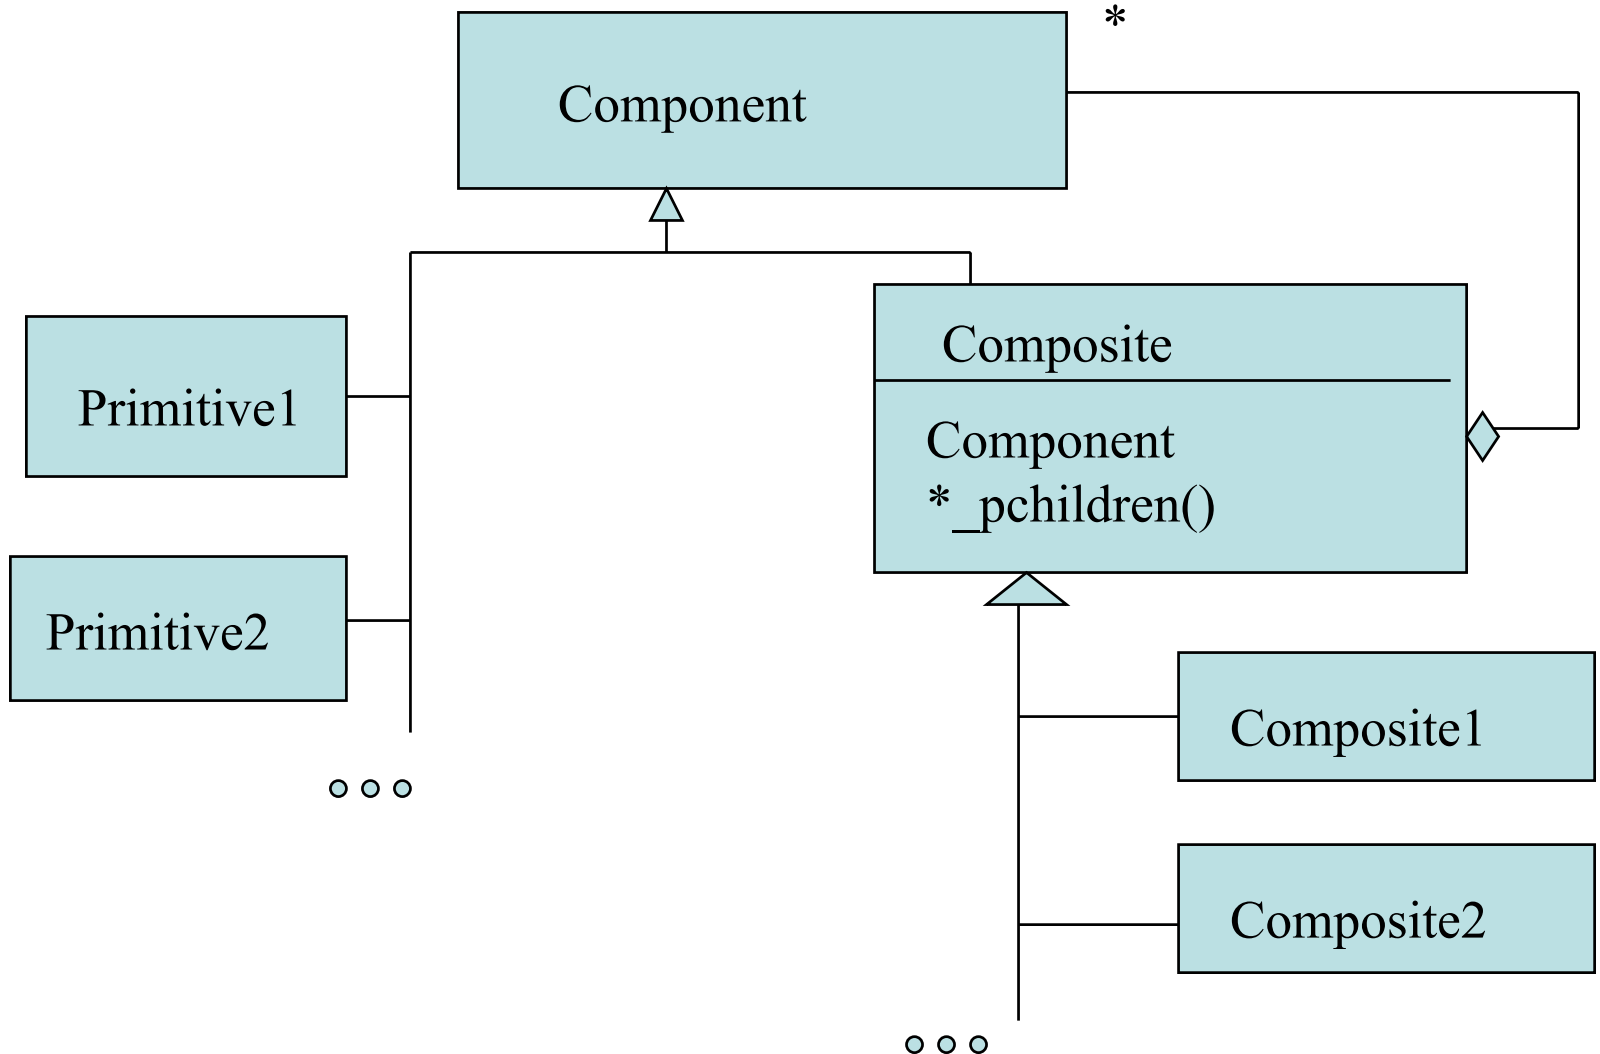 *
Component
Composite
Primitive1
Component
*_pchildren()
Primitive2
Composite1
Composite2